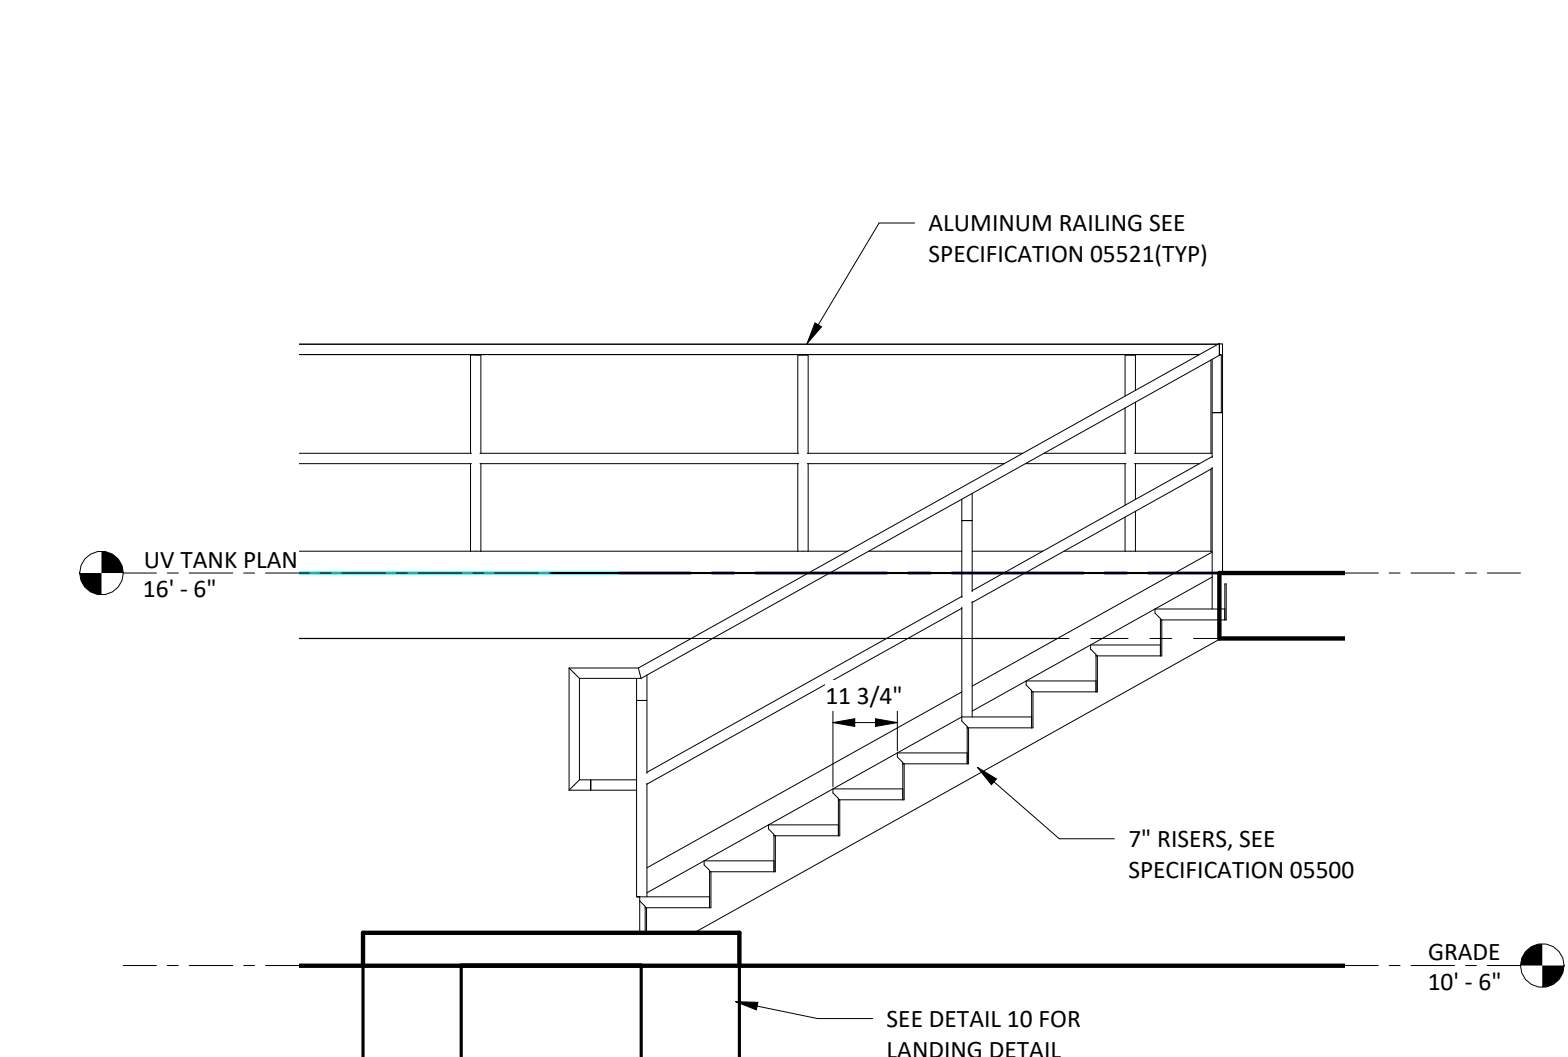 ALUMINUM RAILING SEE
SPECIFICATION 05521(TYP)
UV TANK PLAN
16' - 6"
11 3/4"
7" RISERS, SEE
SPECIFICATION 05500
GRADE
10' - 6"
SEE DETAIL 10 FOR
LANDING DETAIL